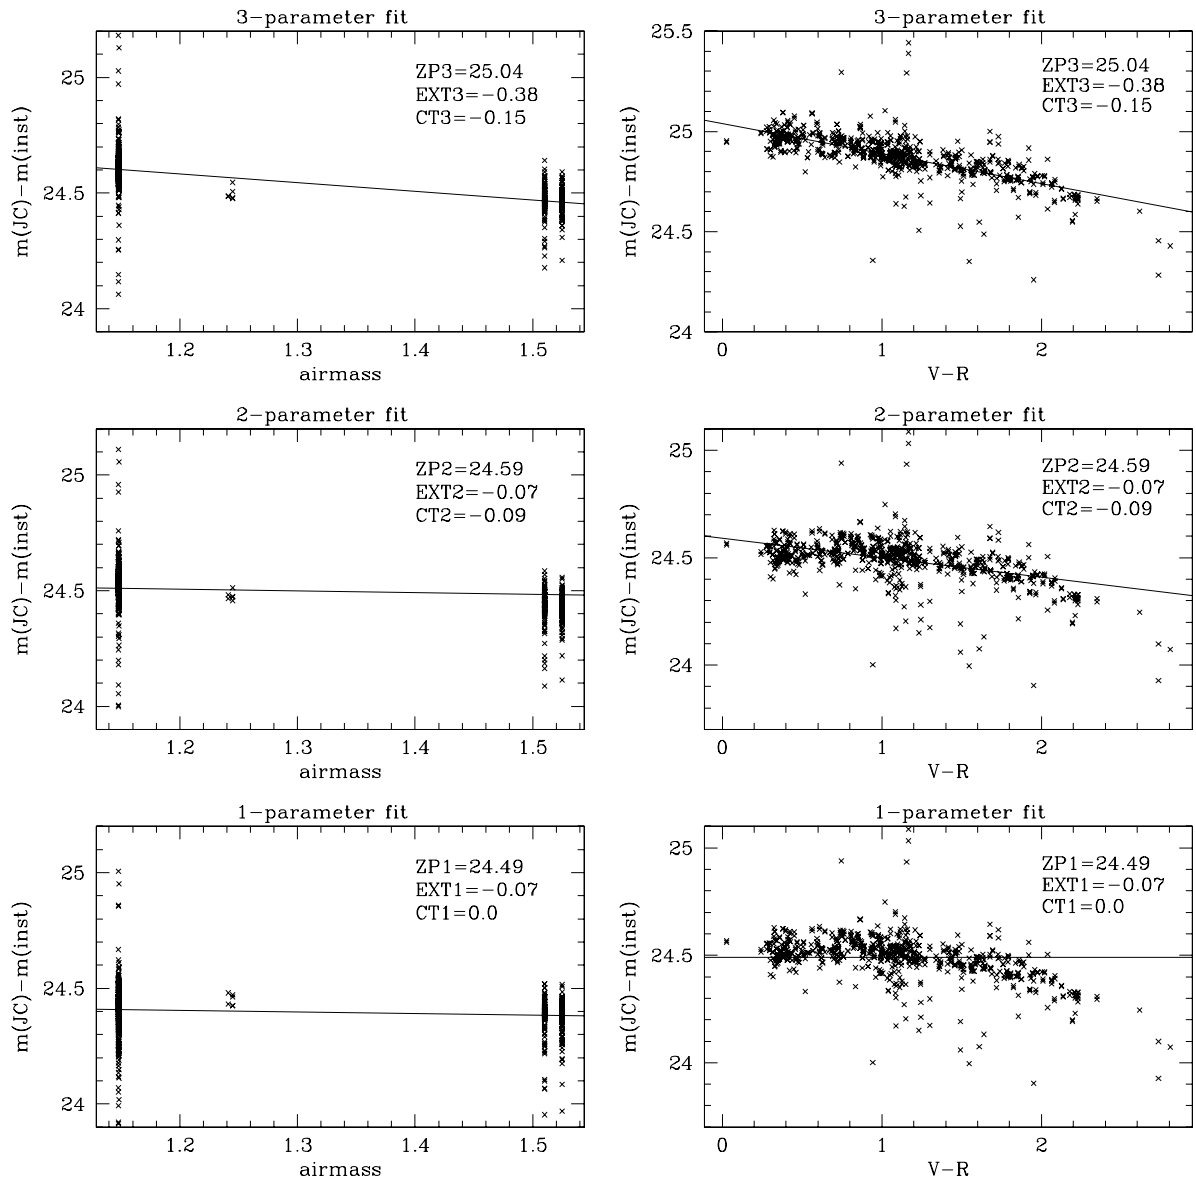 3-parameter fit
ZP3=25.04
EXT3=-0.38
CT3=-0.15
25
24.5
24
m(JC)-m(inst)
1.2 1.3 1.4 1.5
airmass
3-parameter fit
ZP3=25.04
EXT3=-0.38
CT3=-0.15
25.5
25
24.5
24
m(JC)-m(inst)
0 1 2
V-R
2-parameter fit
ZP2=24.59
EXT2=-0.07
CT2=-0.09
25
24.5
24
m(JC)-m(inst)
1.2 1.3 1.4 1.5
airmass
2-parameter fit
ZP2=24.59
EXT2=-0.07
CT2=-0.09
25
24.5
24
m(JC)-m(inst)
0 1 2
V-R
1-parameter fit
ZP1=24.49
EXT1=-0.07
CT1=0.0
25
24.5
24
m(JC)-m(inst)
1.2 1.3 1.4 1.5
airmass
1-parameter fit
ZP1=24.49
EXT1=-0.07
CT1=0.0
25
24.5
24
m(JC)-m(inst)
0 1 2
V-R